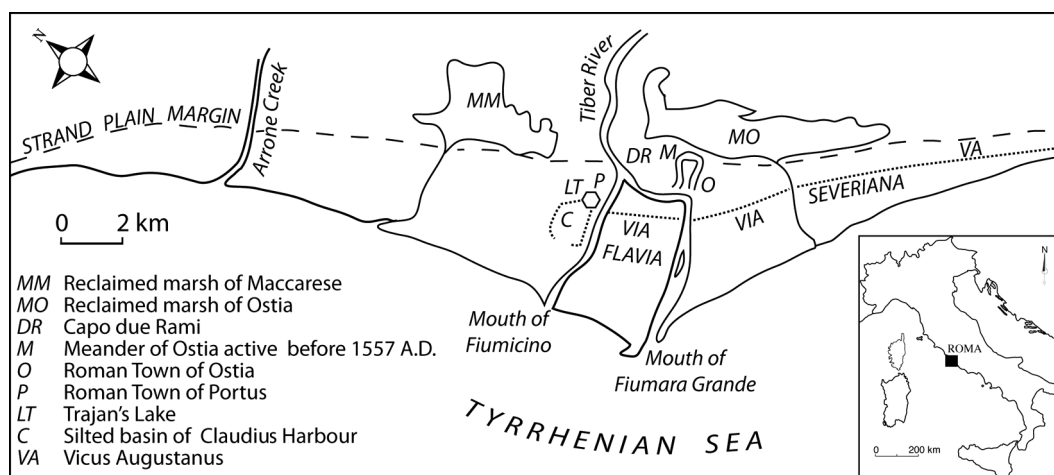 N
STRAND PLAIN MARGIN
Arrone Creek
MM
Tiber River
MO
DR
M
O
LT
P
C
VIA
FLAVIA
VIA
SEVERIANA
VA
0 2 km
Mouth of
Fiumicino
Mouth of
Fiumara Grande
TYRRHENIAN SEA
MM Reclaimed marsh of Maccarese
MO Reclaimed marsh of Ostia
DR Capo due Rami
M Meander of Ostia active before 1557 A.D.
O Roman Town of Ostia
P Roman Town of Portus
LT Trajan's Lake
C Silted basin of Claudius Harbour
VA Vicus Augustanus
N
ROMA
0 200 km